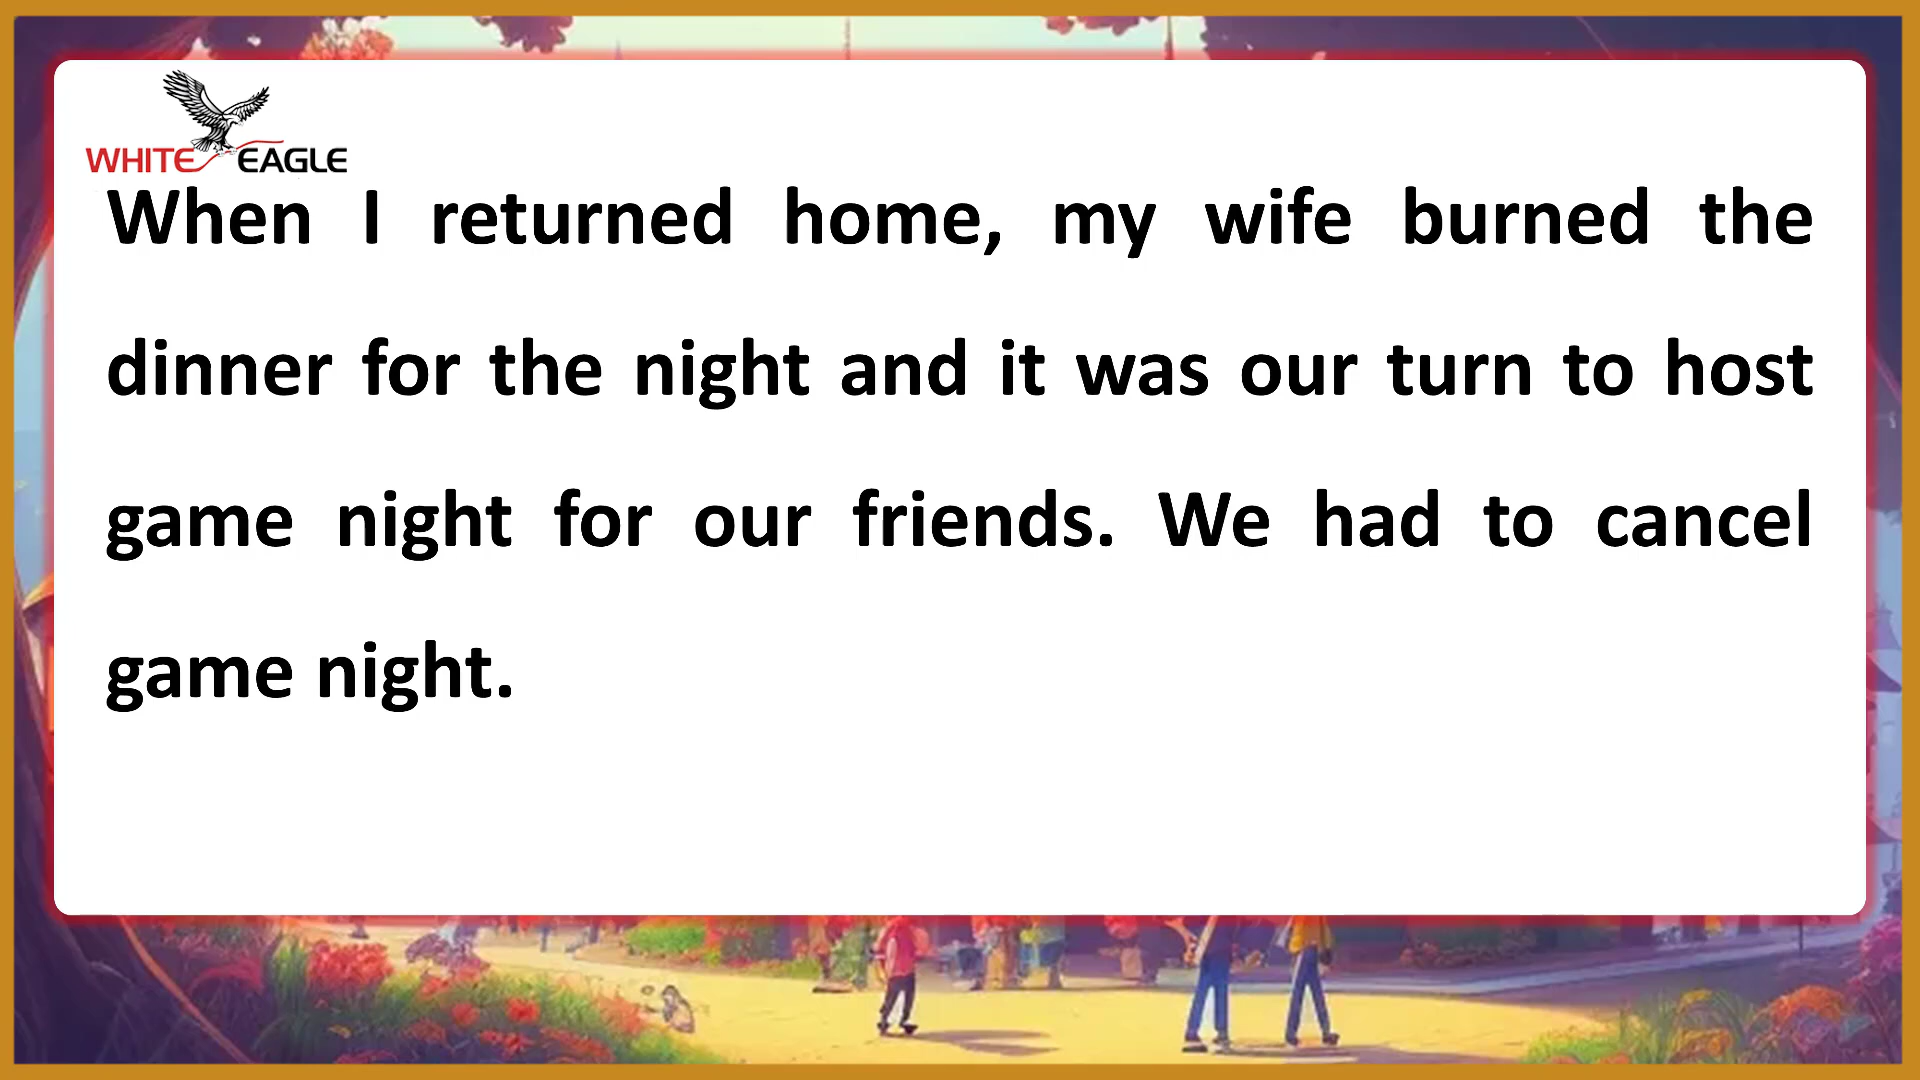 WHITE EAGLE
When I returned home, my wife burned the
dinner for the night and it was our turn to host
game night for our friends. We had to cancel
game night.